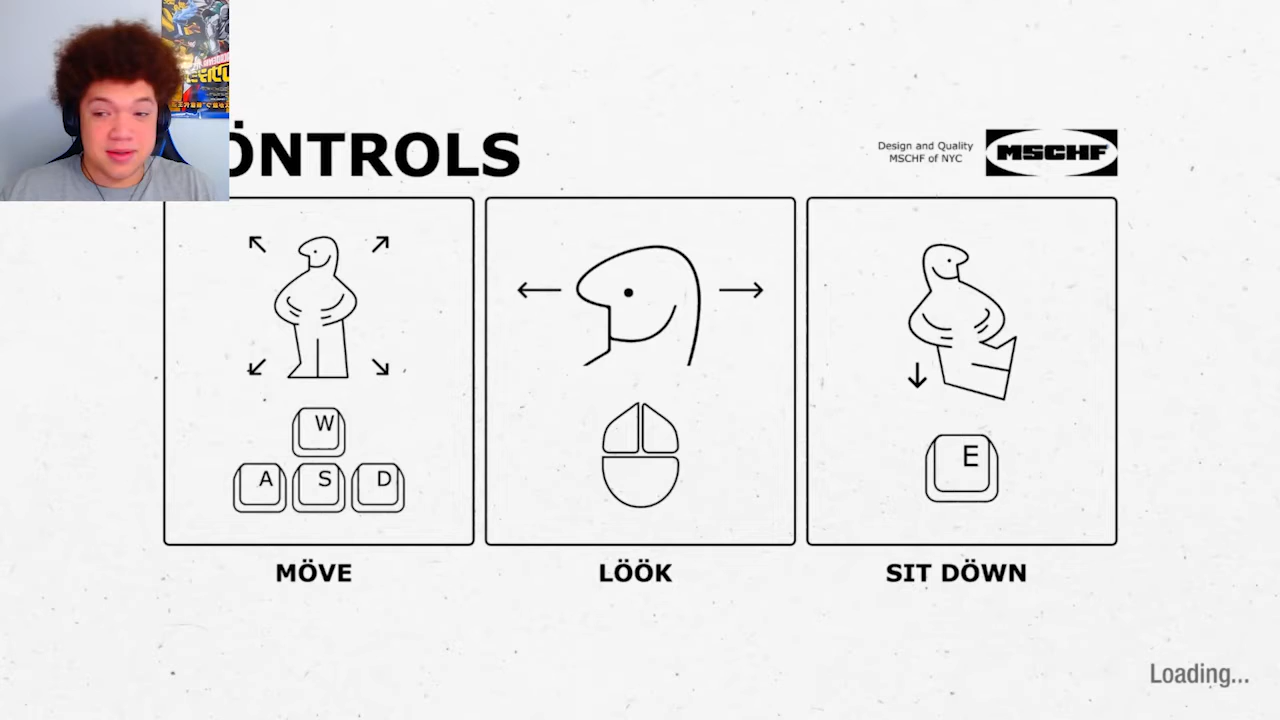 ÖNTROLS
Design and Quality
MSCHF of NYC
MSCHF
W
A S D
E
MÖVE
LÖÖK
SIT DÖWN
Loading...